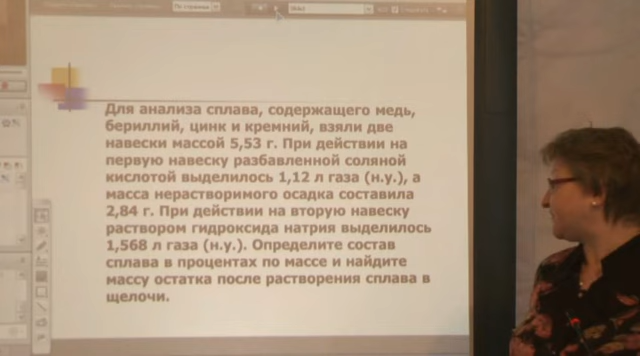 Для анализа сплава, содержащего медь,
бериллий, цинк и кремний, взяли две
навески массой 5,53 г. При действии на
первую навеску разбавленной соляной
кислотой выделилось 1,12 л газа (н.у.), а
масса нерастворимого осадка составила
2,84 г. При действии на вторую навеску
раствором гидроксида натрия выделилось
1,568 л газа (н.у.). Определите состав
сплава в процентах по массе и найдите
массу остатка после растворения сплава в
щелочи.